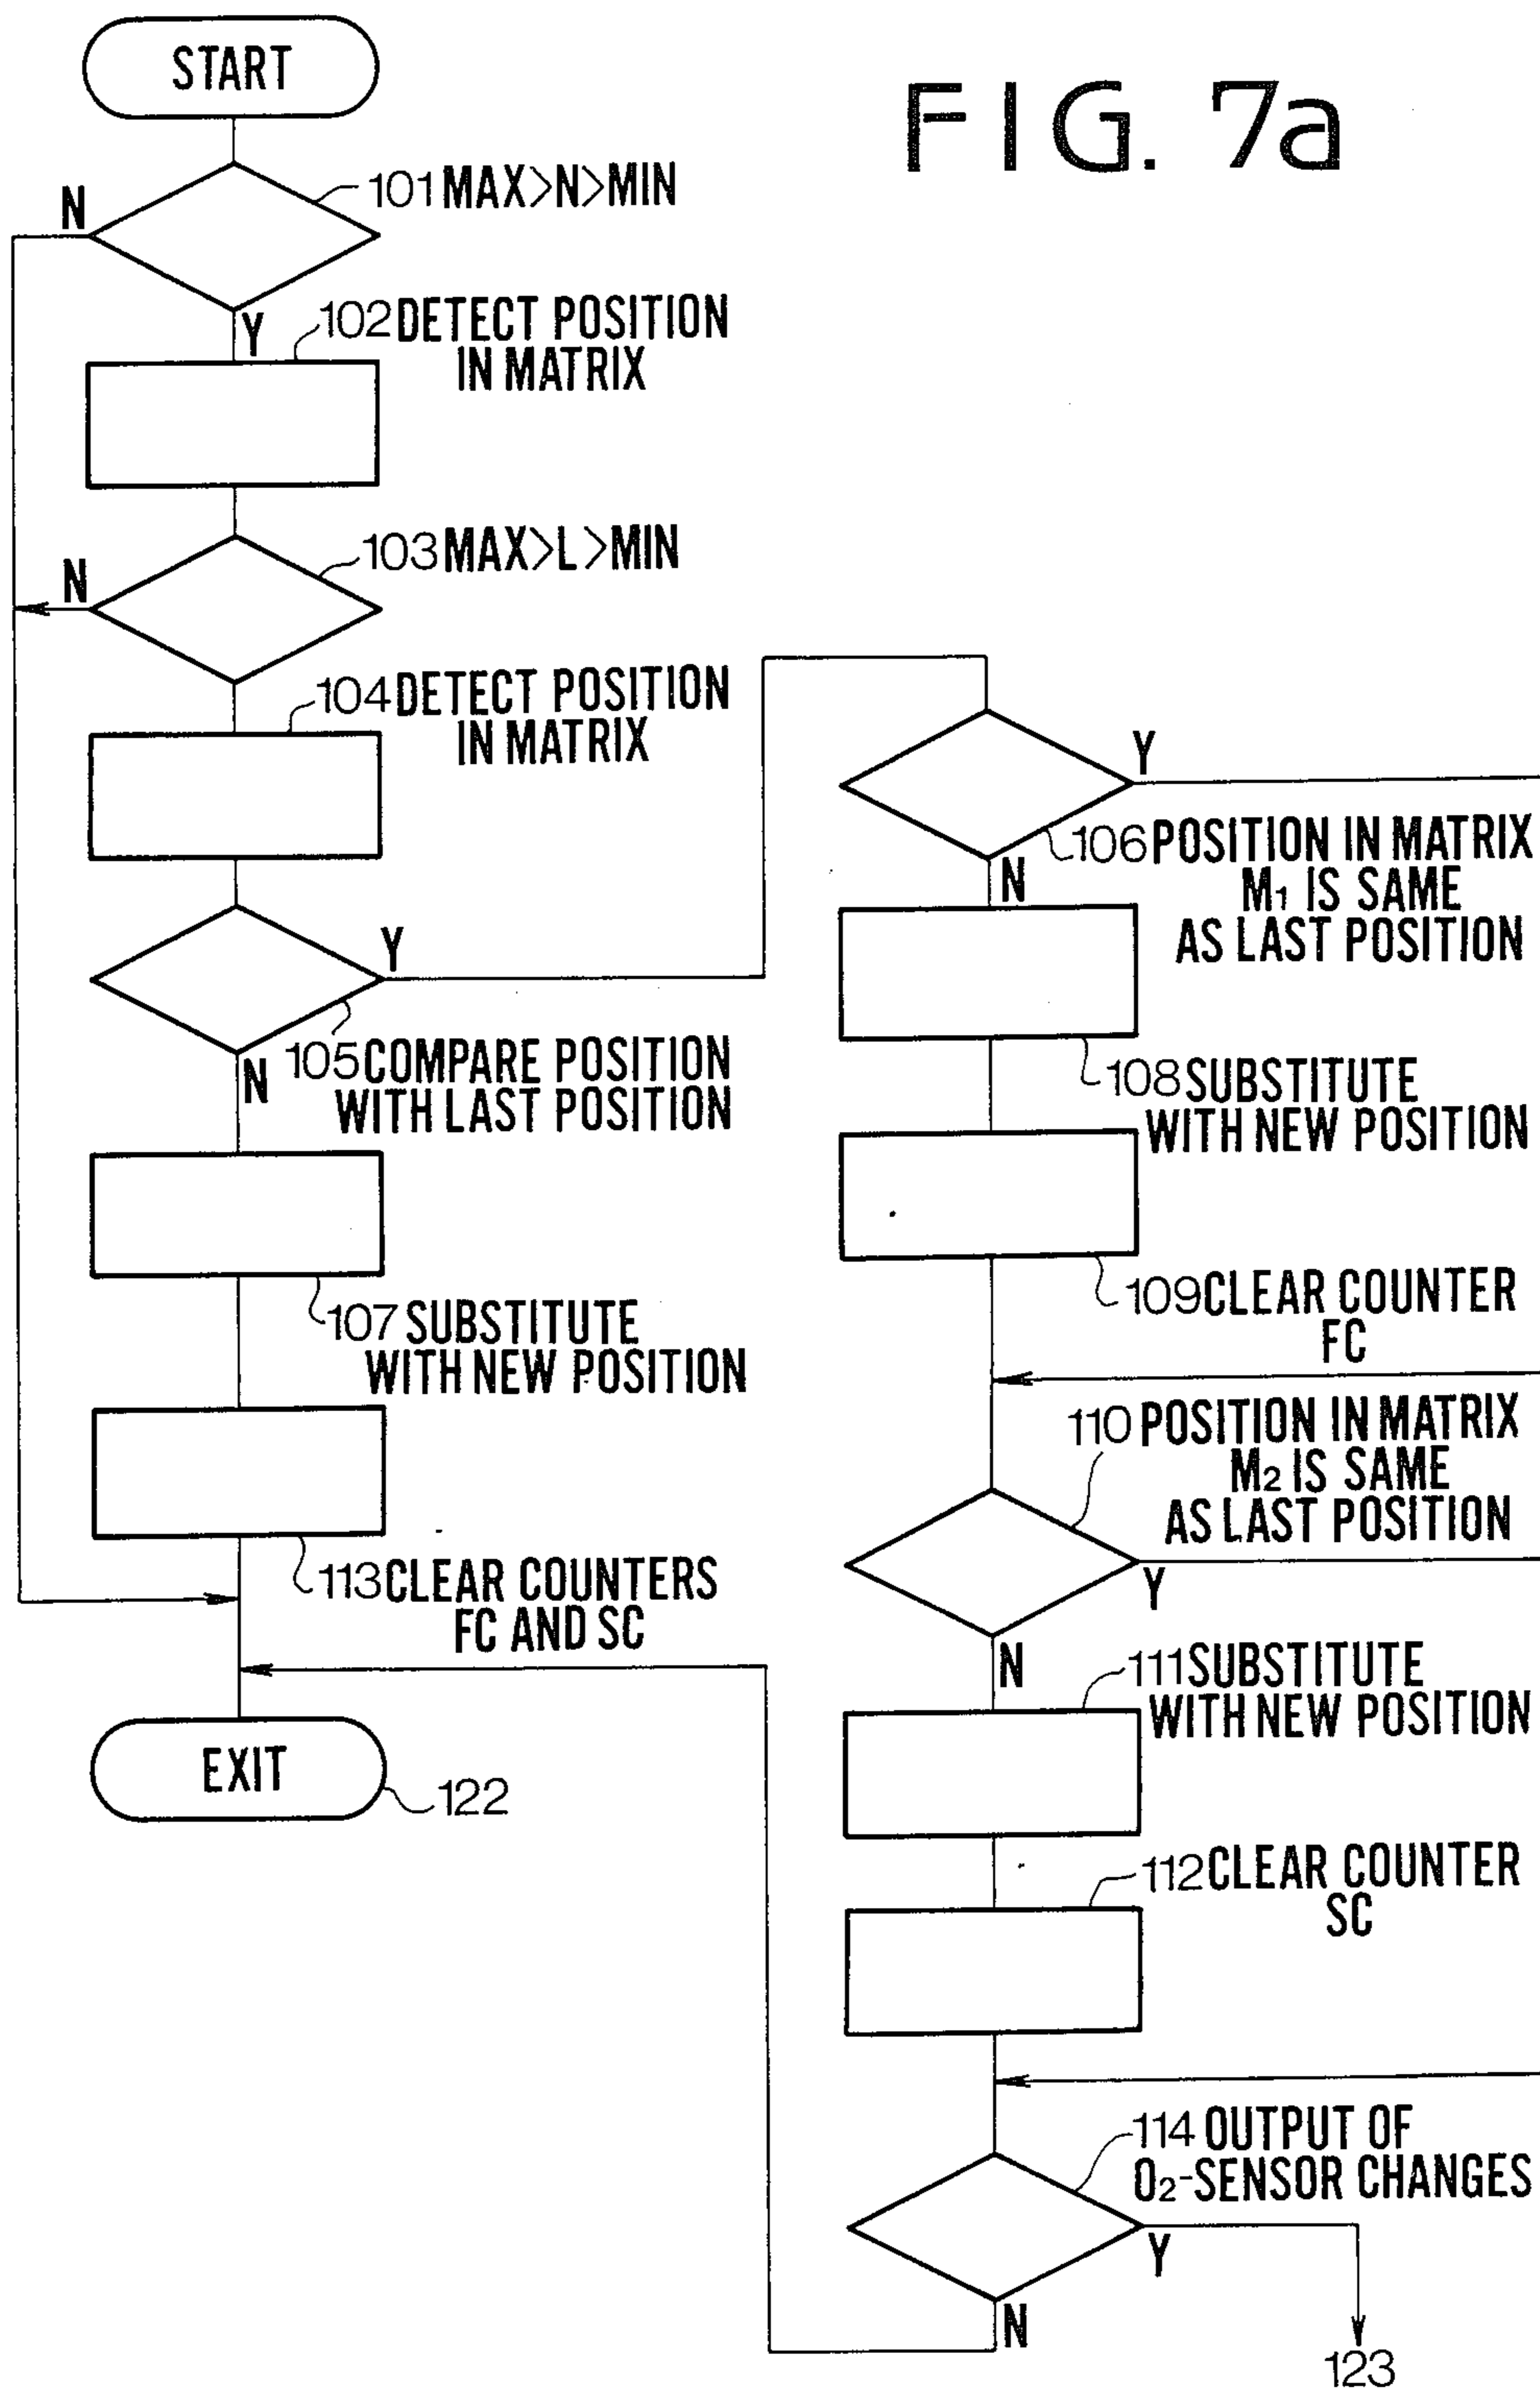 FIG. 7a
START
101 MAX>N>MIN
N
Y
102 DETECT POSITION
IN MATRIX
103 MAX>L>MIN
N
104 DETECT POSITION
IN MATRIX
Y
105 COMPARE POSITION
WITH LAST POSITION
N
107 SUBSTITUTE
WITH NEW POSITION
113 CLEAR COUNTERS
FC AND SC
EXIT
122
Y
106 POSITION IN MATRIX
M1 IS SAME
AS LAST POSITION
N
108 SUBSTITUTE
WITH NEW POSITION
109 CLEAR COUNTER
FC
110 POSITION IN MATRIX
M2 IS SAME
AS LAST POSITION
Y
N
111 SUBSTITUTE
WITH NEW POSITION
112 CLEAR COUNTER
SC
114 OUTPUT OF
O2-SENSOR CHANGES
Y
N
123